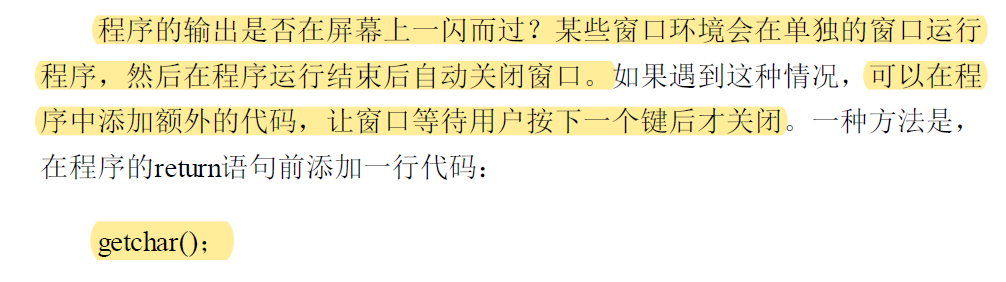 程序的输出是否在屏幕上一闪而过？某些窗口环境会在单独的窗口运行
程序，然后在程序运行结束后自动关闭窗口。如果遇到这种情况，可以在程
序中添加额外的代码，让窗口等待用户按下一个键后才关闭。一种方法是，
在程序的return语句前添加一行代码：
getchar();